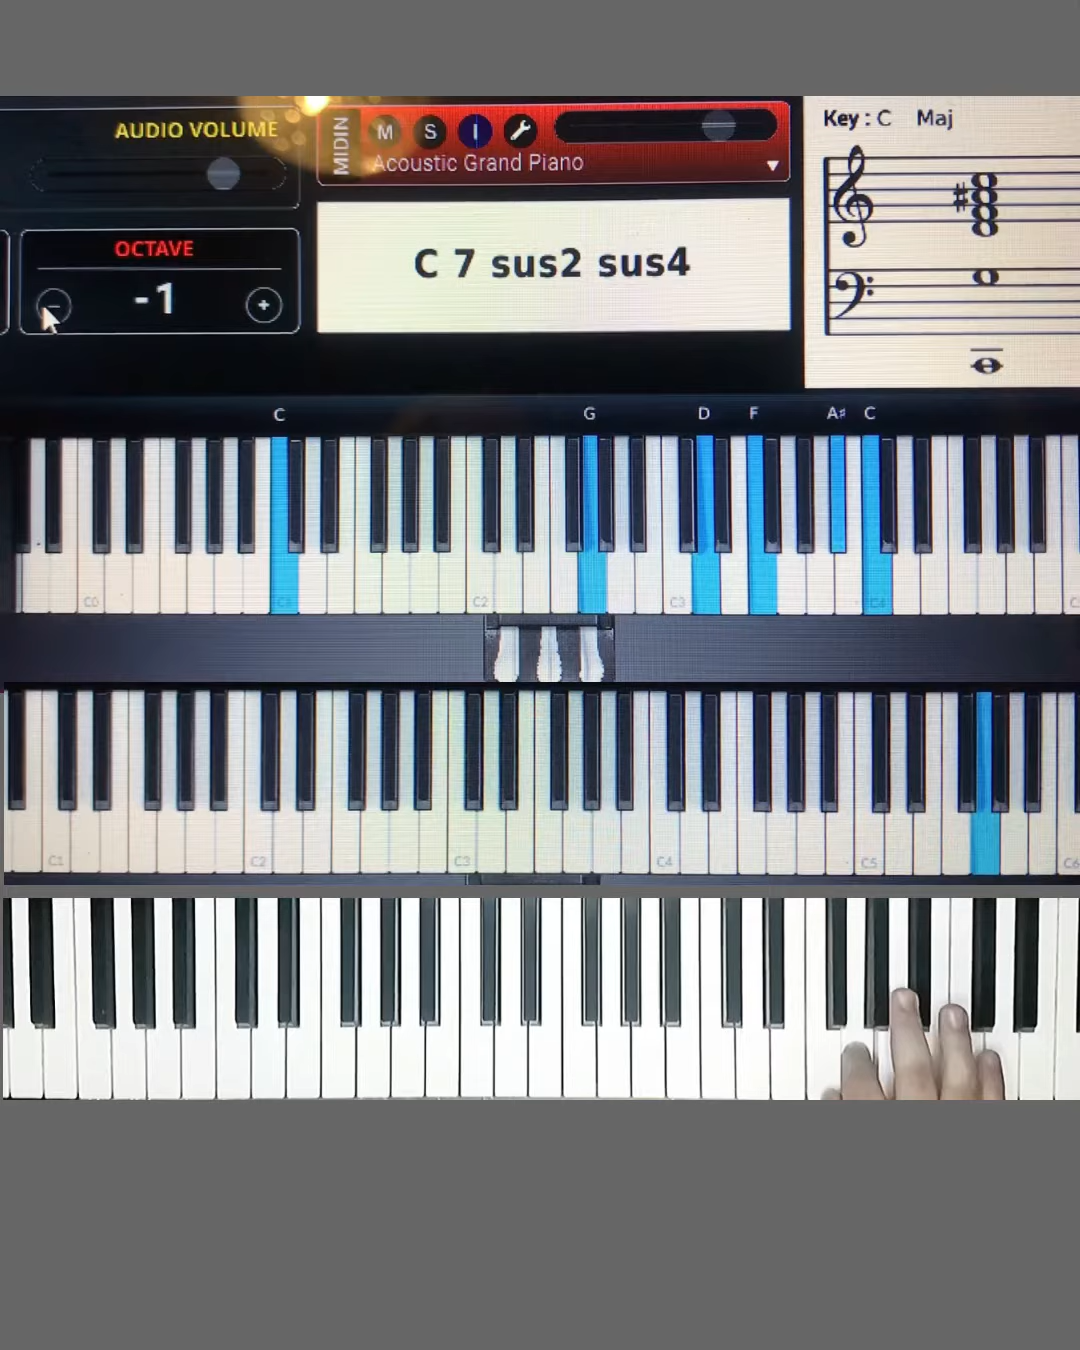 AUDIO VOLUME
MIDIN
M S I
Acoustic Grand Piano
Key : C Maj
OCTAVE
-1
- +
C 7 sus2 sus4
C G D F A♯ C
C0 C2 C3
C1 C2 C3 C4 C5 C6